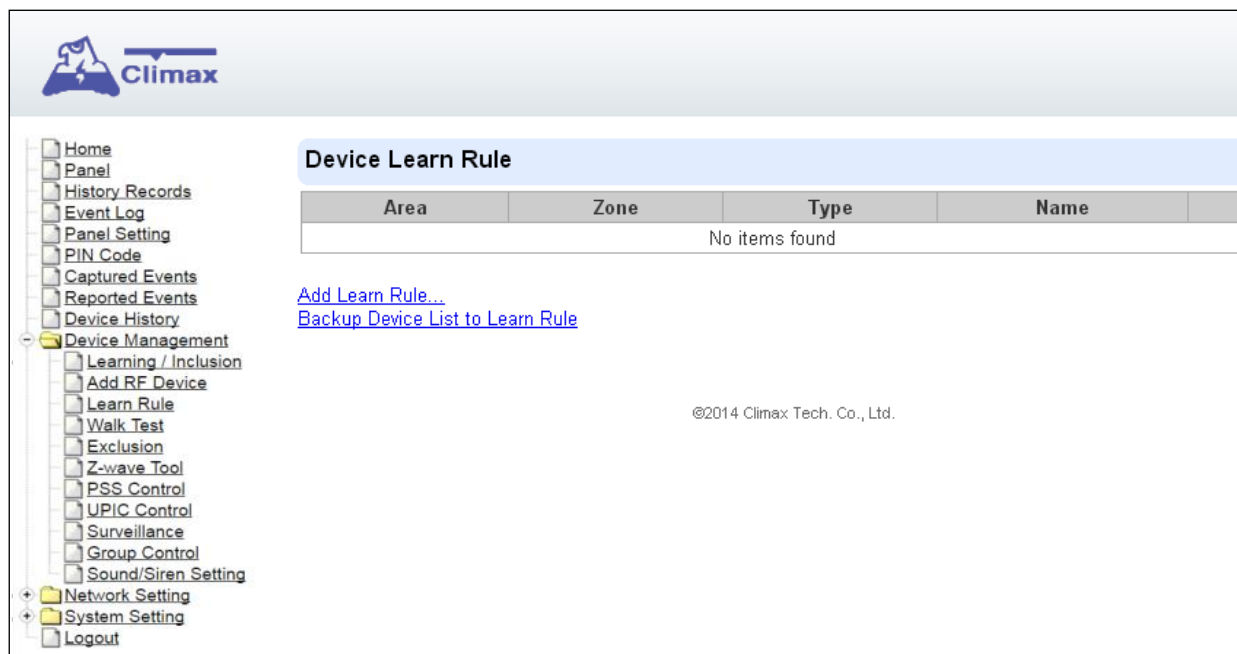 Climax
Home
Panel
History Records
Event Log
Panel Setting
PIN Code
Captured Events
Reported Events
Device History
Device Management
Learning / Inclusion
Add RF Device
Learn Rule
Walk Test
Exclusion
Z-wave Tool
PSS Control
UPIC Control
Surveillance
Group Control
Sound/Siren Setting
Network Setting
System Setting
Logout
Device Learn Rule
Area Zone Type Name
No items found
Add Learn Rule...
Backup Device List to Learn Rule
©2014 Climax Tech. Co., Ltd.